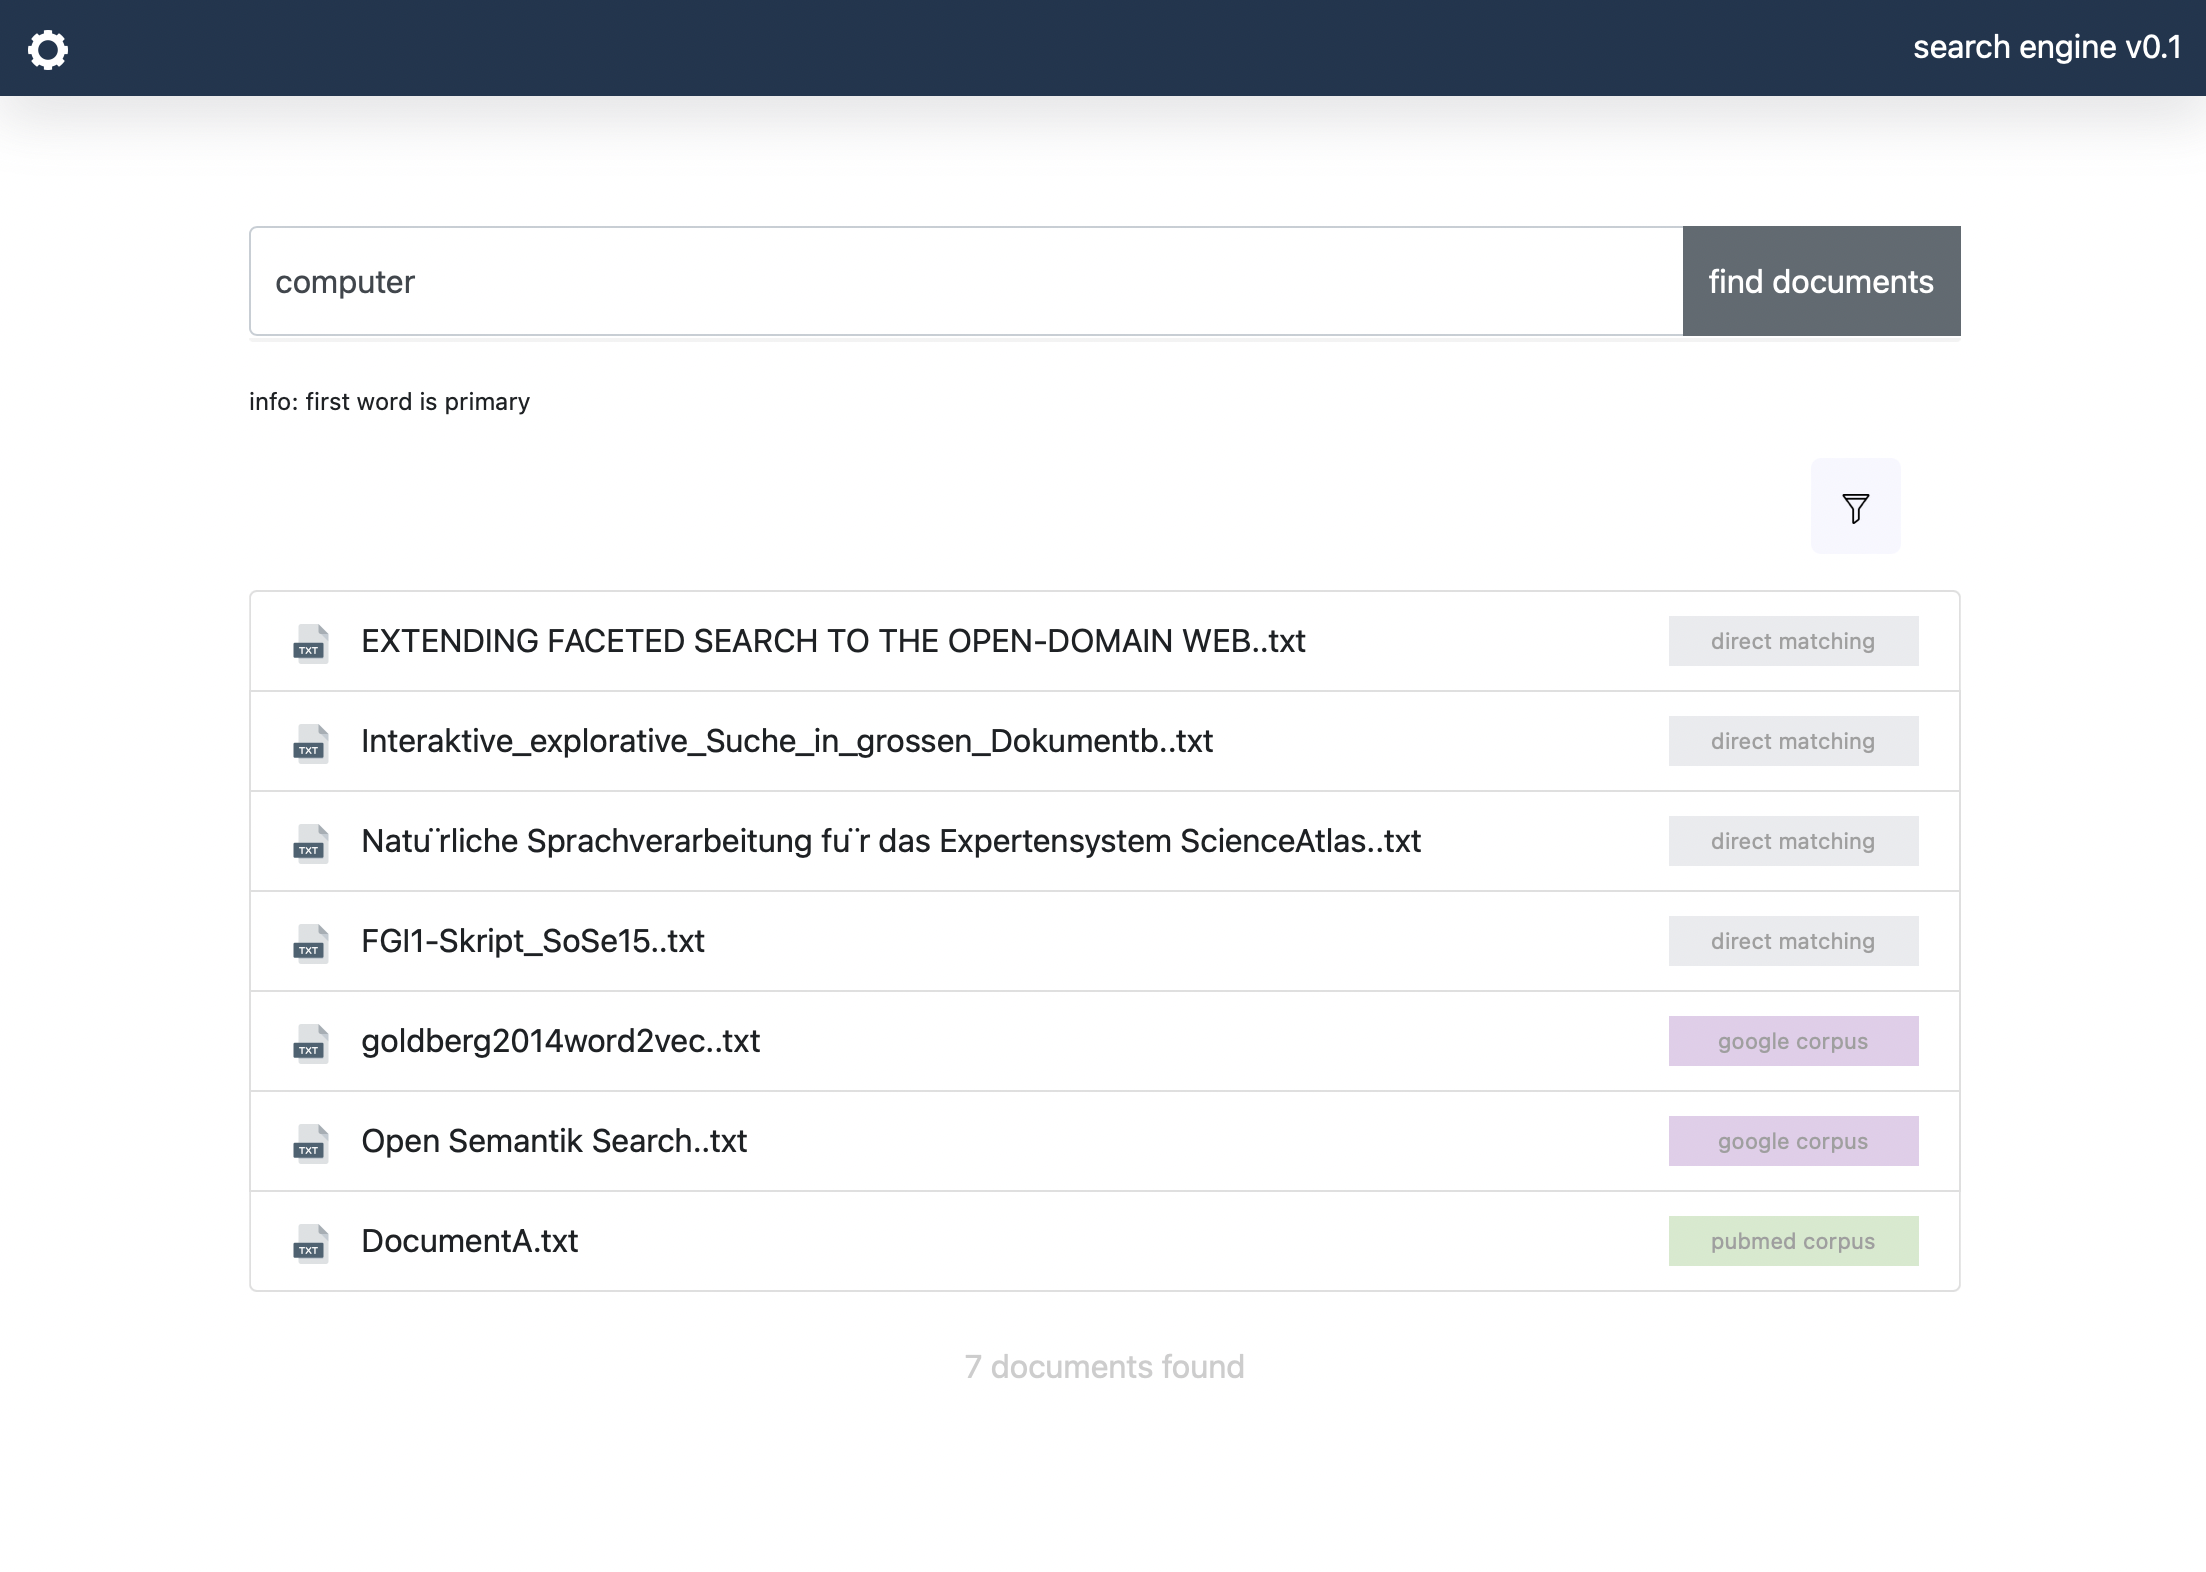 search engine v0.1
computer
find documents
info: first word is primary
TXT EXTENDING FACETED SEARCH TO THE OPEN-DOMAIN WEB..txt direct matching
TXT Interaktive_explorative_Suche_in_grossen_Dokumentb..txt direct matching
TXT Natu¨rliche Sprachverarbeitung fu¨r das Expertensystem ScienceAtlas..txt direct matching
TXT FGI1-Skript_SoSe15..txt direct matching
TXT goldberg2014word2vec..txt google corpus
TXT Open Semantik Search..txt google corpus
TXT DocumentA.txt pubmed corpus
7 documents found